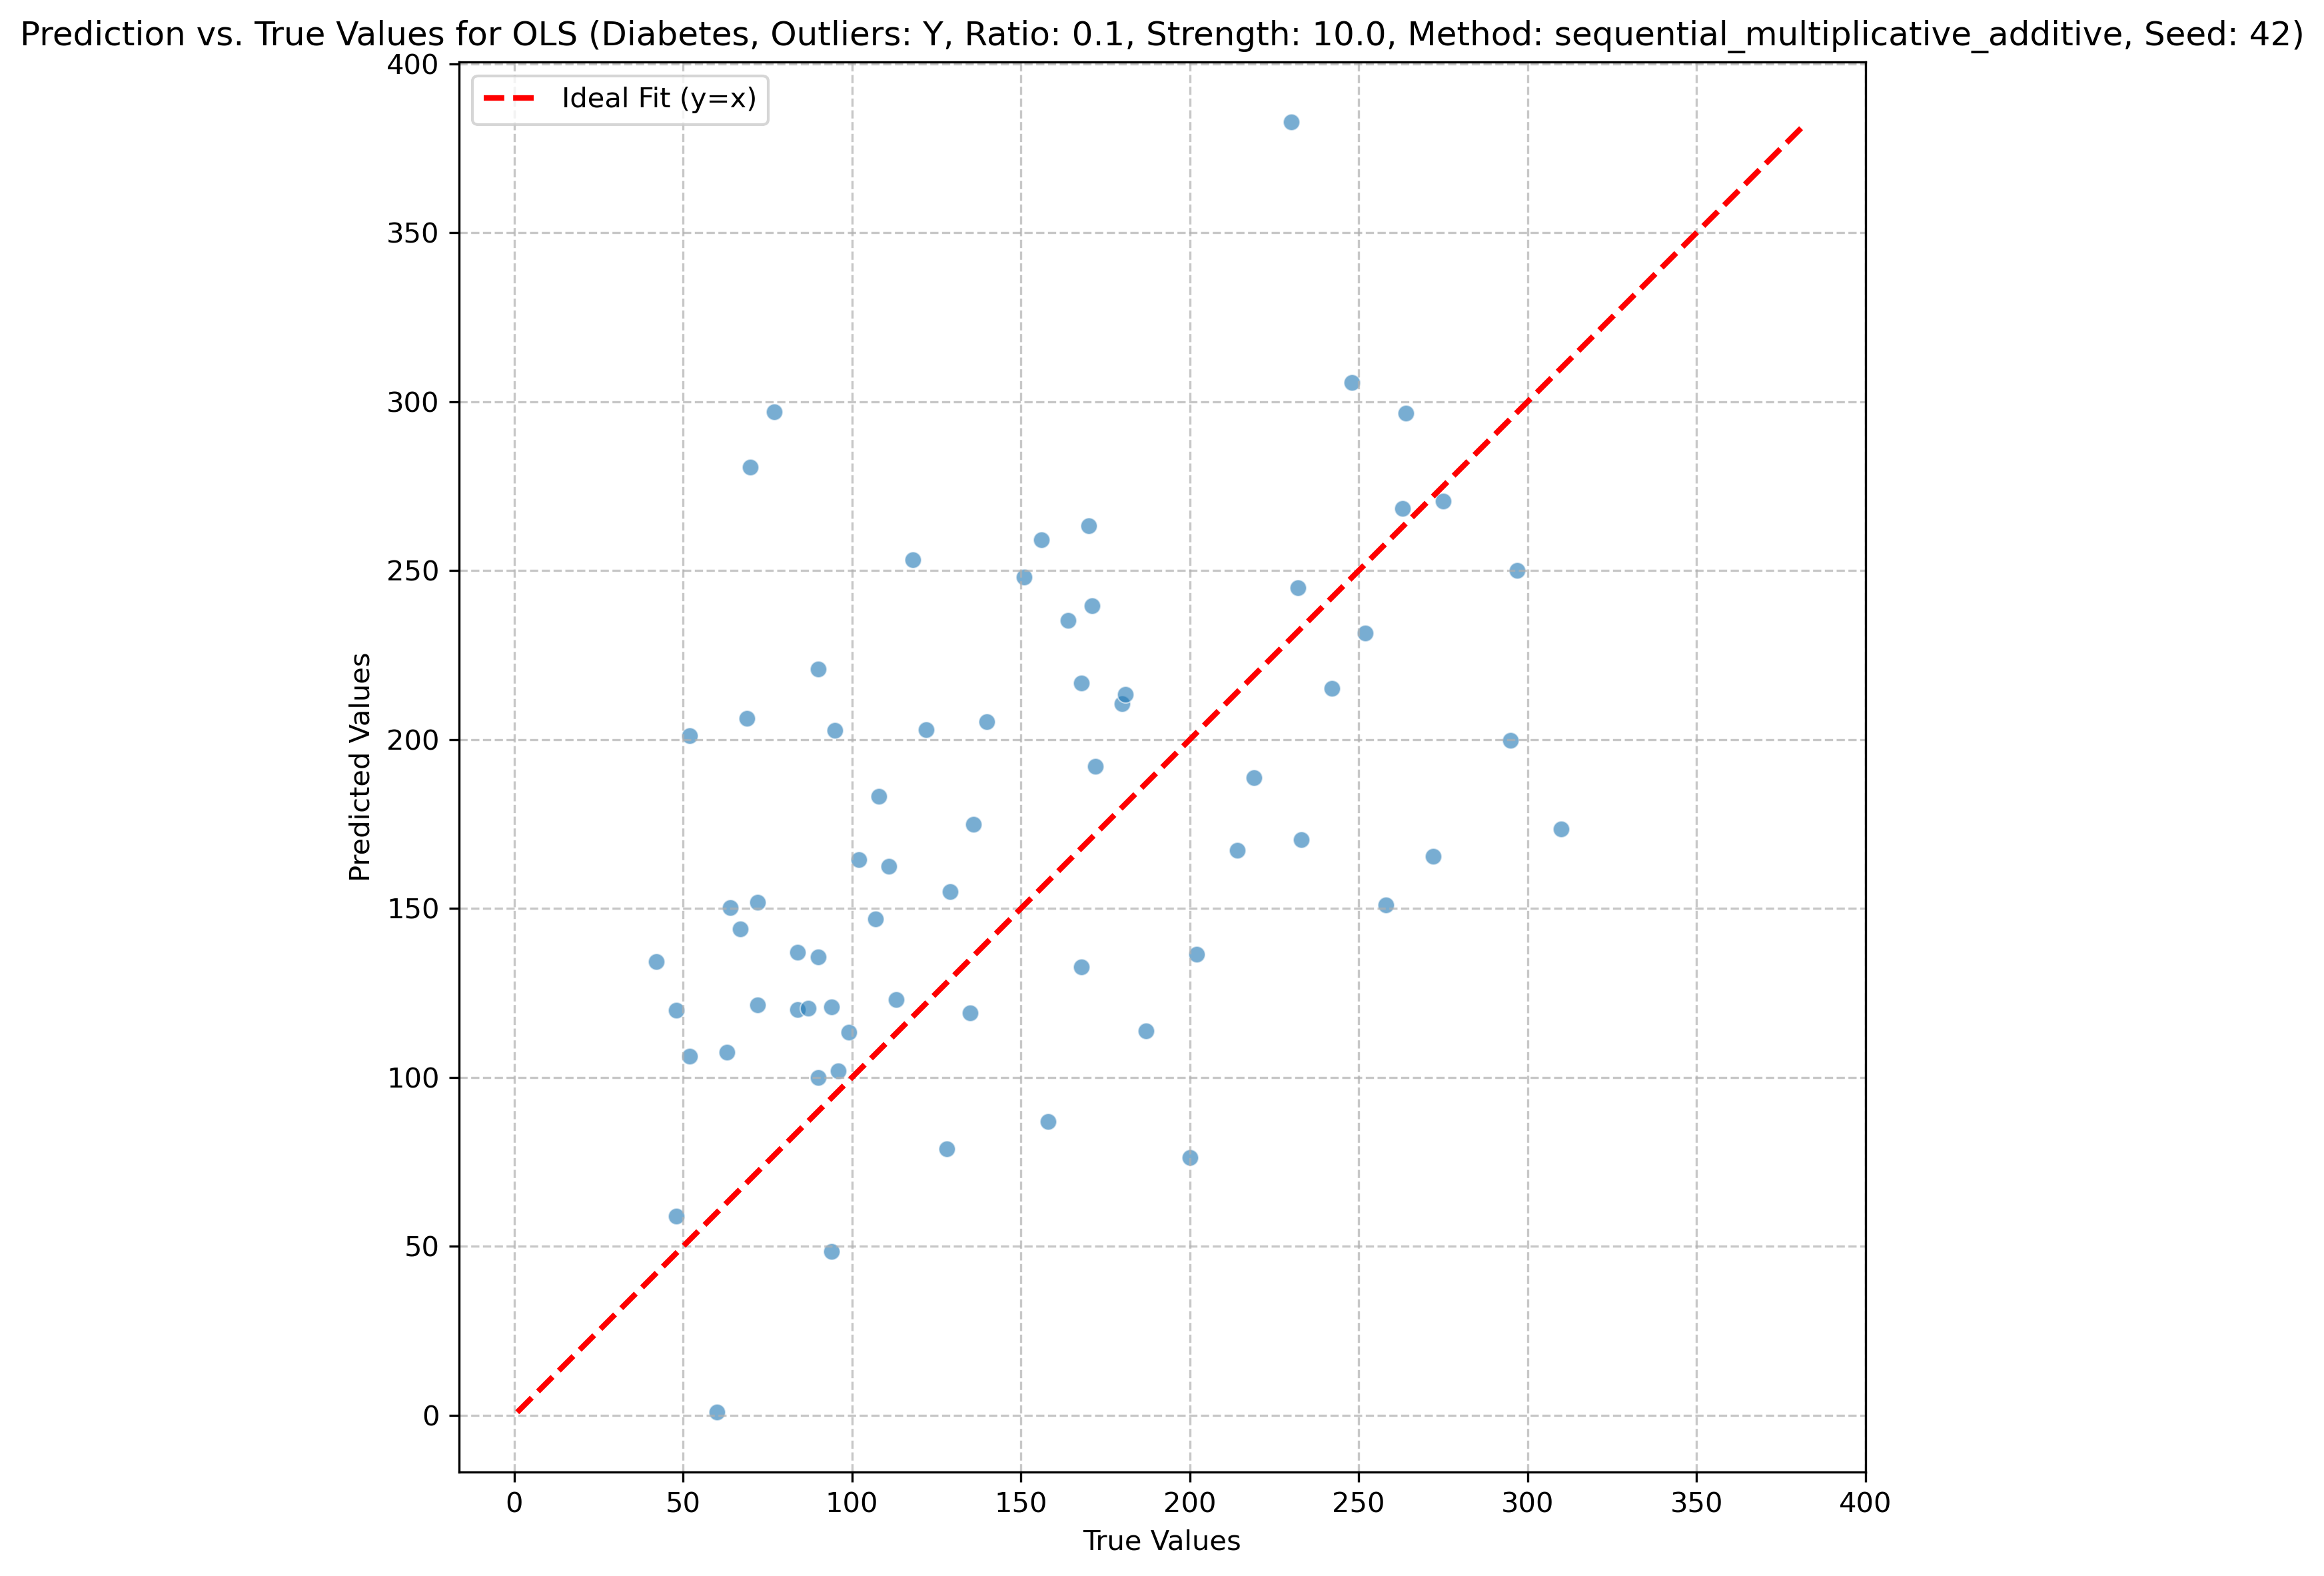 Prediction vs. True Values for OLS (Diabetes, Outliers: Y, Ratio: 0.1, Strength: 10.0, Method: sequential_multiplicative_additive, Seed: 42)
Ideal Fit (y=x)
400
350
300
250
200
150
100
50
0
Predicted Values
0 50 100 150 200 250 300 350 400
True Values